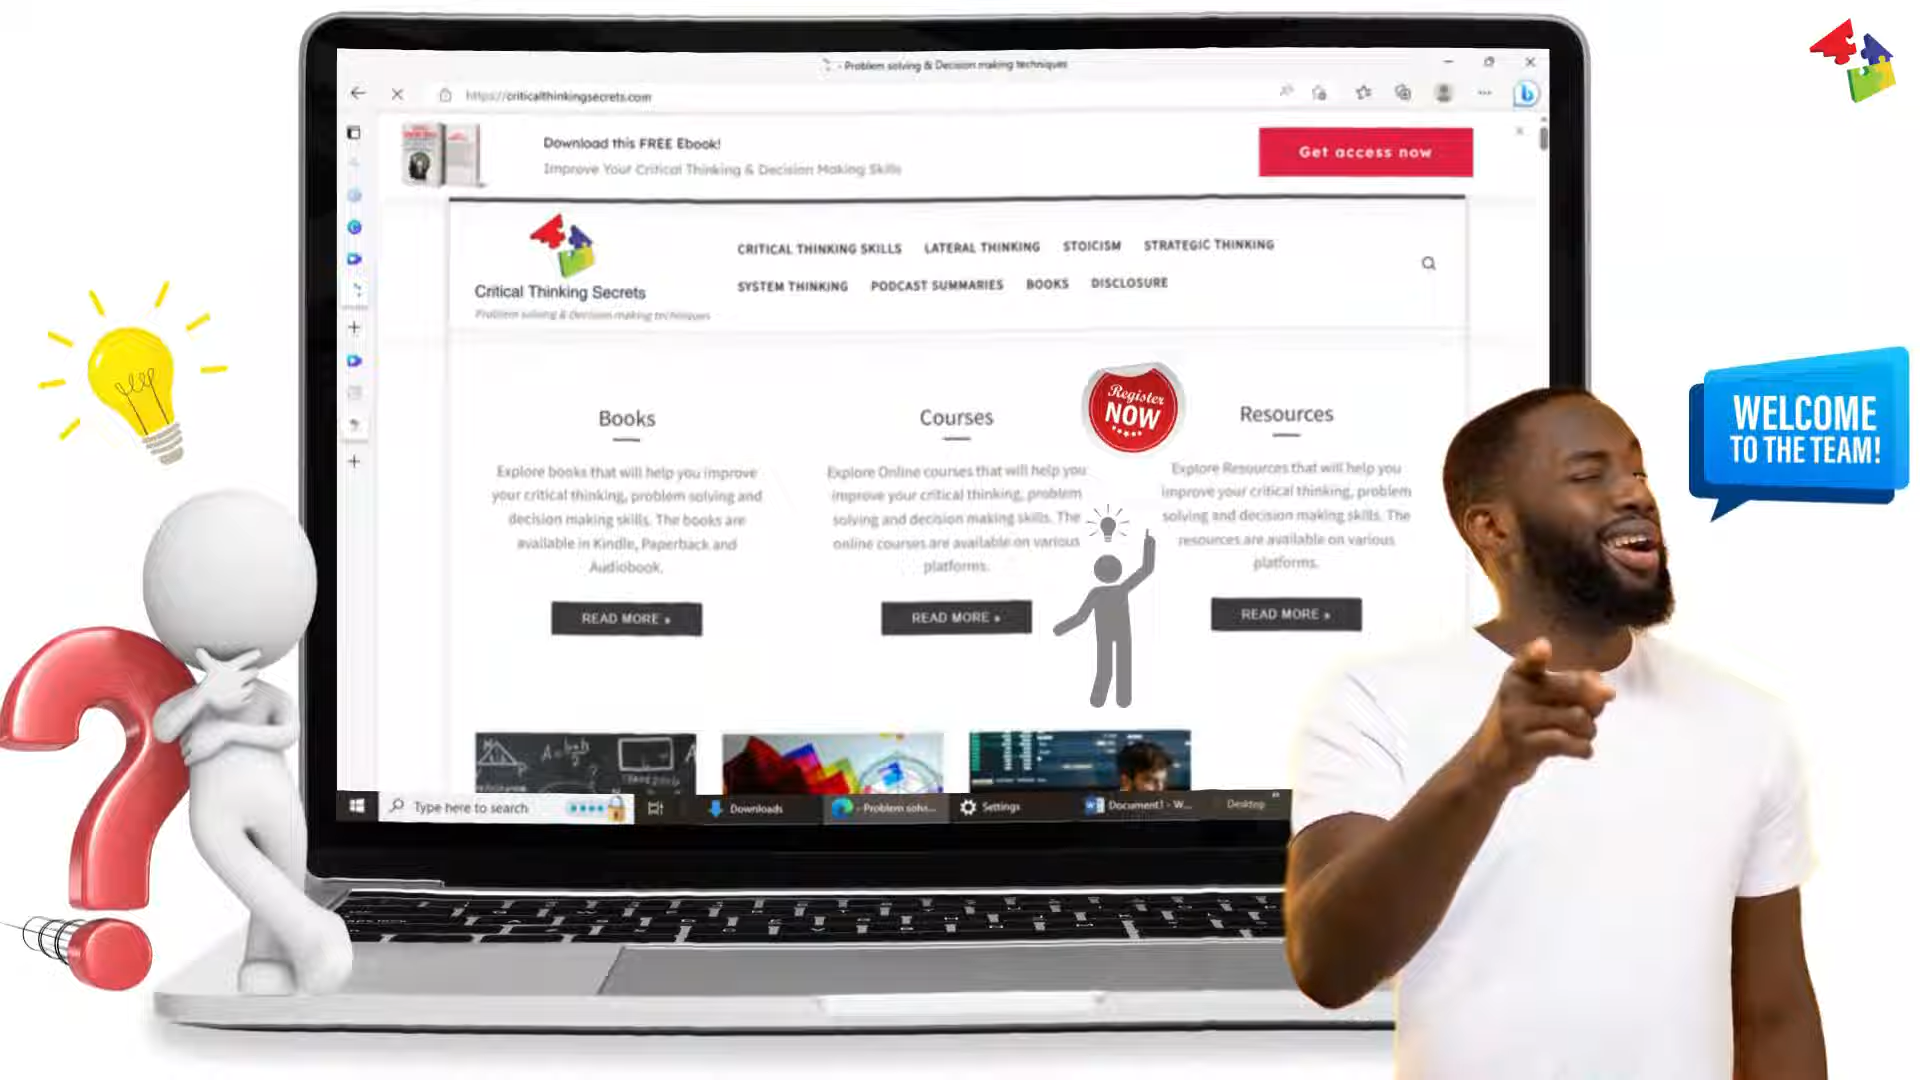 - Problem solving & Decision making techniques
https://criticalthinkingsecrets.com
Download this FREE Ebook!
Improve Your Critical Thinking & Decision Making Skills
Get access now
CRITICAL THINKING SKILLS LATERAL THINKING STOICISM STRATEGIC THINKING
SYSTEM THINKING PODCAST SUMMARIES BOOKS DISCLOSURE
Critical Thinking Secrets
Problem solving & Decision making techniques
Books
Explore books that will help you improve
your critical thinking, problem solving and
decision making skills. The books are
available in Kindle, Paperback and
Audiobook.
READ MORE »
Courses
Explore Online courses that will help you
improve your critical thinking, problem
solving and decision making skills. The
online courses are available on various
platforms.
READ MORE »
Register
NOW
Resources
Explore Resources that will help you
improve your critical thinking, problem
solving and decision making skills. The
resources are available on various
platforms.
READ MORE »
WELCOME
TO THE TEAM!
Type here to search
Downloads
- Problem solvi...
Settings
Document1 - W...
Desktop